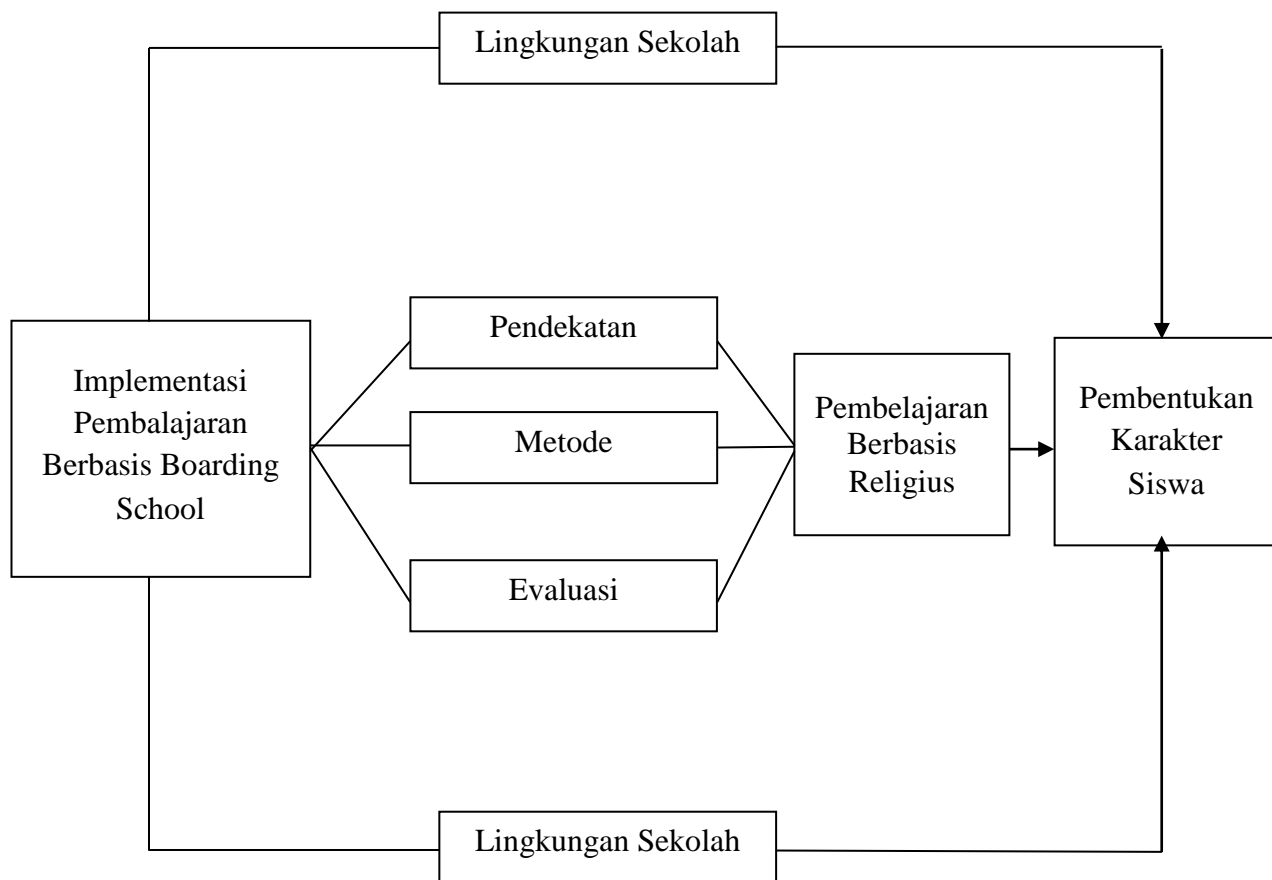 Lingkungan Sekolah
Implementasi
Pembalajaran
Berbasis Boarding
School
Pendekatan
Metode
Evaluasi
Pembelajaran
Berbasis
Religius
Pembentukan
Karakter
Siswa
Lingkungan Sekolah